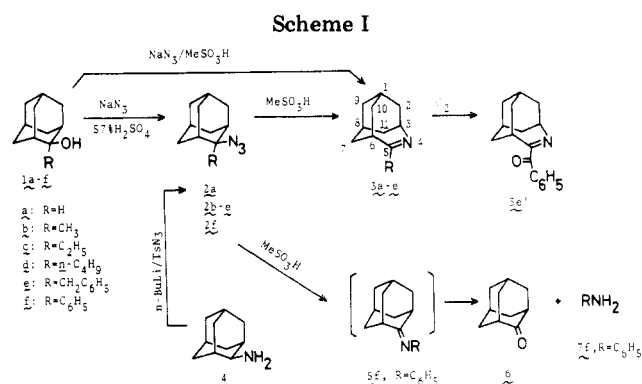 Scheme I
NaN3/MeSO3H
NaN3
57%H2SO4
MeSO3H
OH
R
N3
R
1
2
3
N 4
5
6
7
8
9
10
11
R
N
O
C6H5
1a-f
2a
2b-e
2f
3a-e
3e'
a: R=H
b: R=CH3
c: R=C2H5
d: R=n-C4H9
e: R=CH2C6H5
f: R=C6H5
n-BuLi/TsN3
MeSO3H
NH2
4
NR
5f, R=C6H5
O
6
+ RNH2
7f, R=C6H5